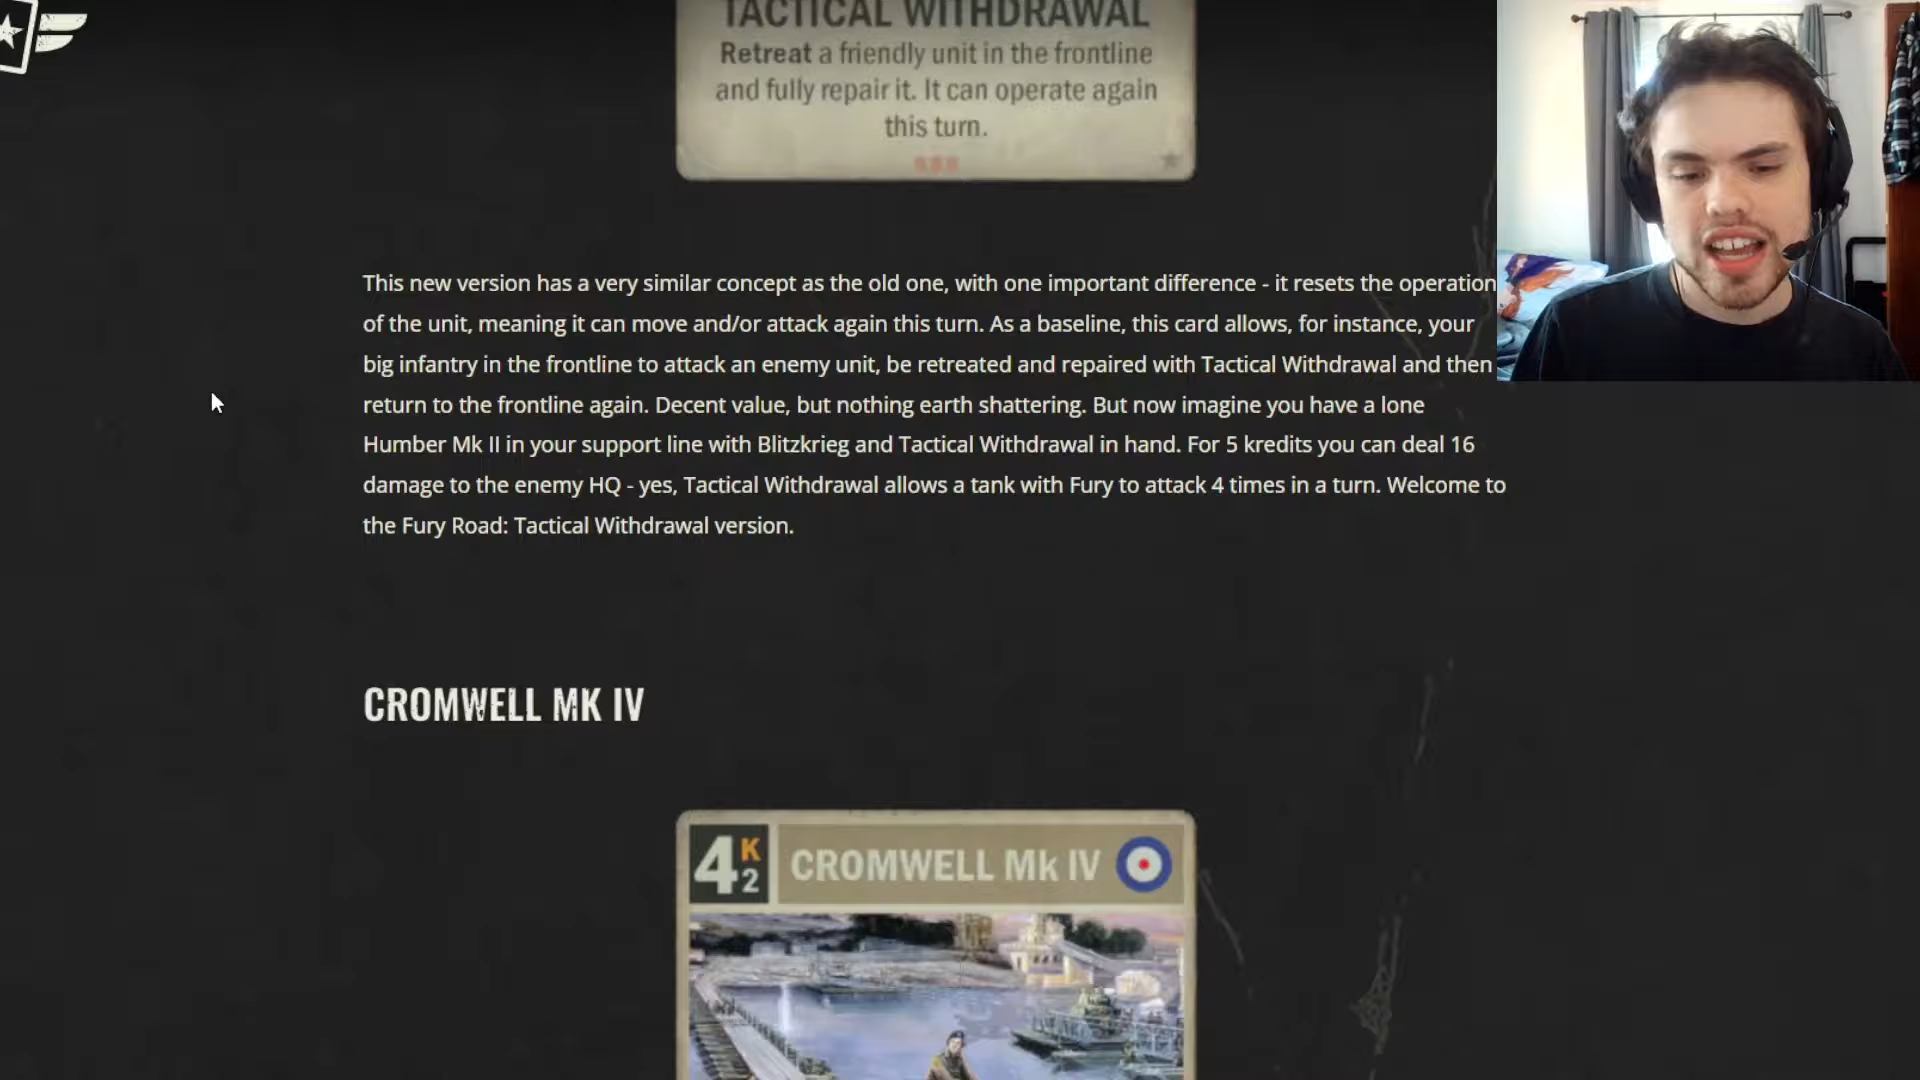 TACTICAL WITHDRAWAL
Retreat a friendly unit in the frontline
and fully repair it. It can operate again
this turn.
This new version has a very similar concept as the old one, with one important difference - it resets the operation
of the unit, meaning it can move and/or attack again this turn. As a baseline, this card allows, for instance, your
big infantry in the frontline to attack an enemy unit, be retreated and repaired with Tactical Withdrawal and then
return to the frontline again. Decent value, but nothing earth shattering. But now imagine you have a lone
Humber Mk II in your support line with Blitzkrieg and Tactical Withdrawal in hand. For 5 kredits you can deal 16
damage to the enemy HQ - yes, Tactical Withdrawal allows a tank with Fury to attack 4 times in a turn. Welcome to
the Fury Road: Tactical Withdrawal version.
CROMWELL MK IV
4 K 2 CROMWELL Mk IV